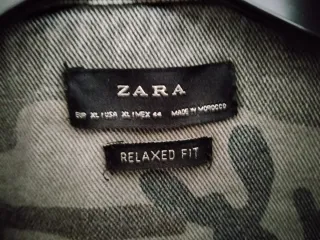 ZARA
EUR XL | USA XL | MEX 44 MADE IN MOROCCO
RELAXED FIT